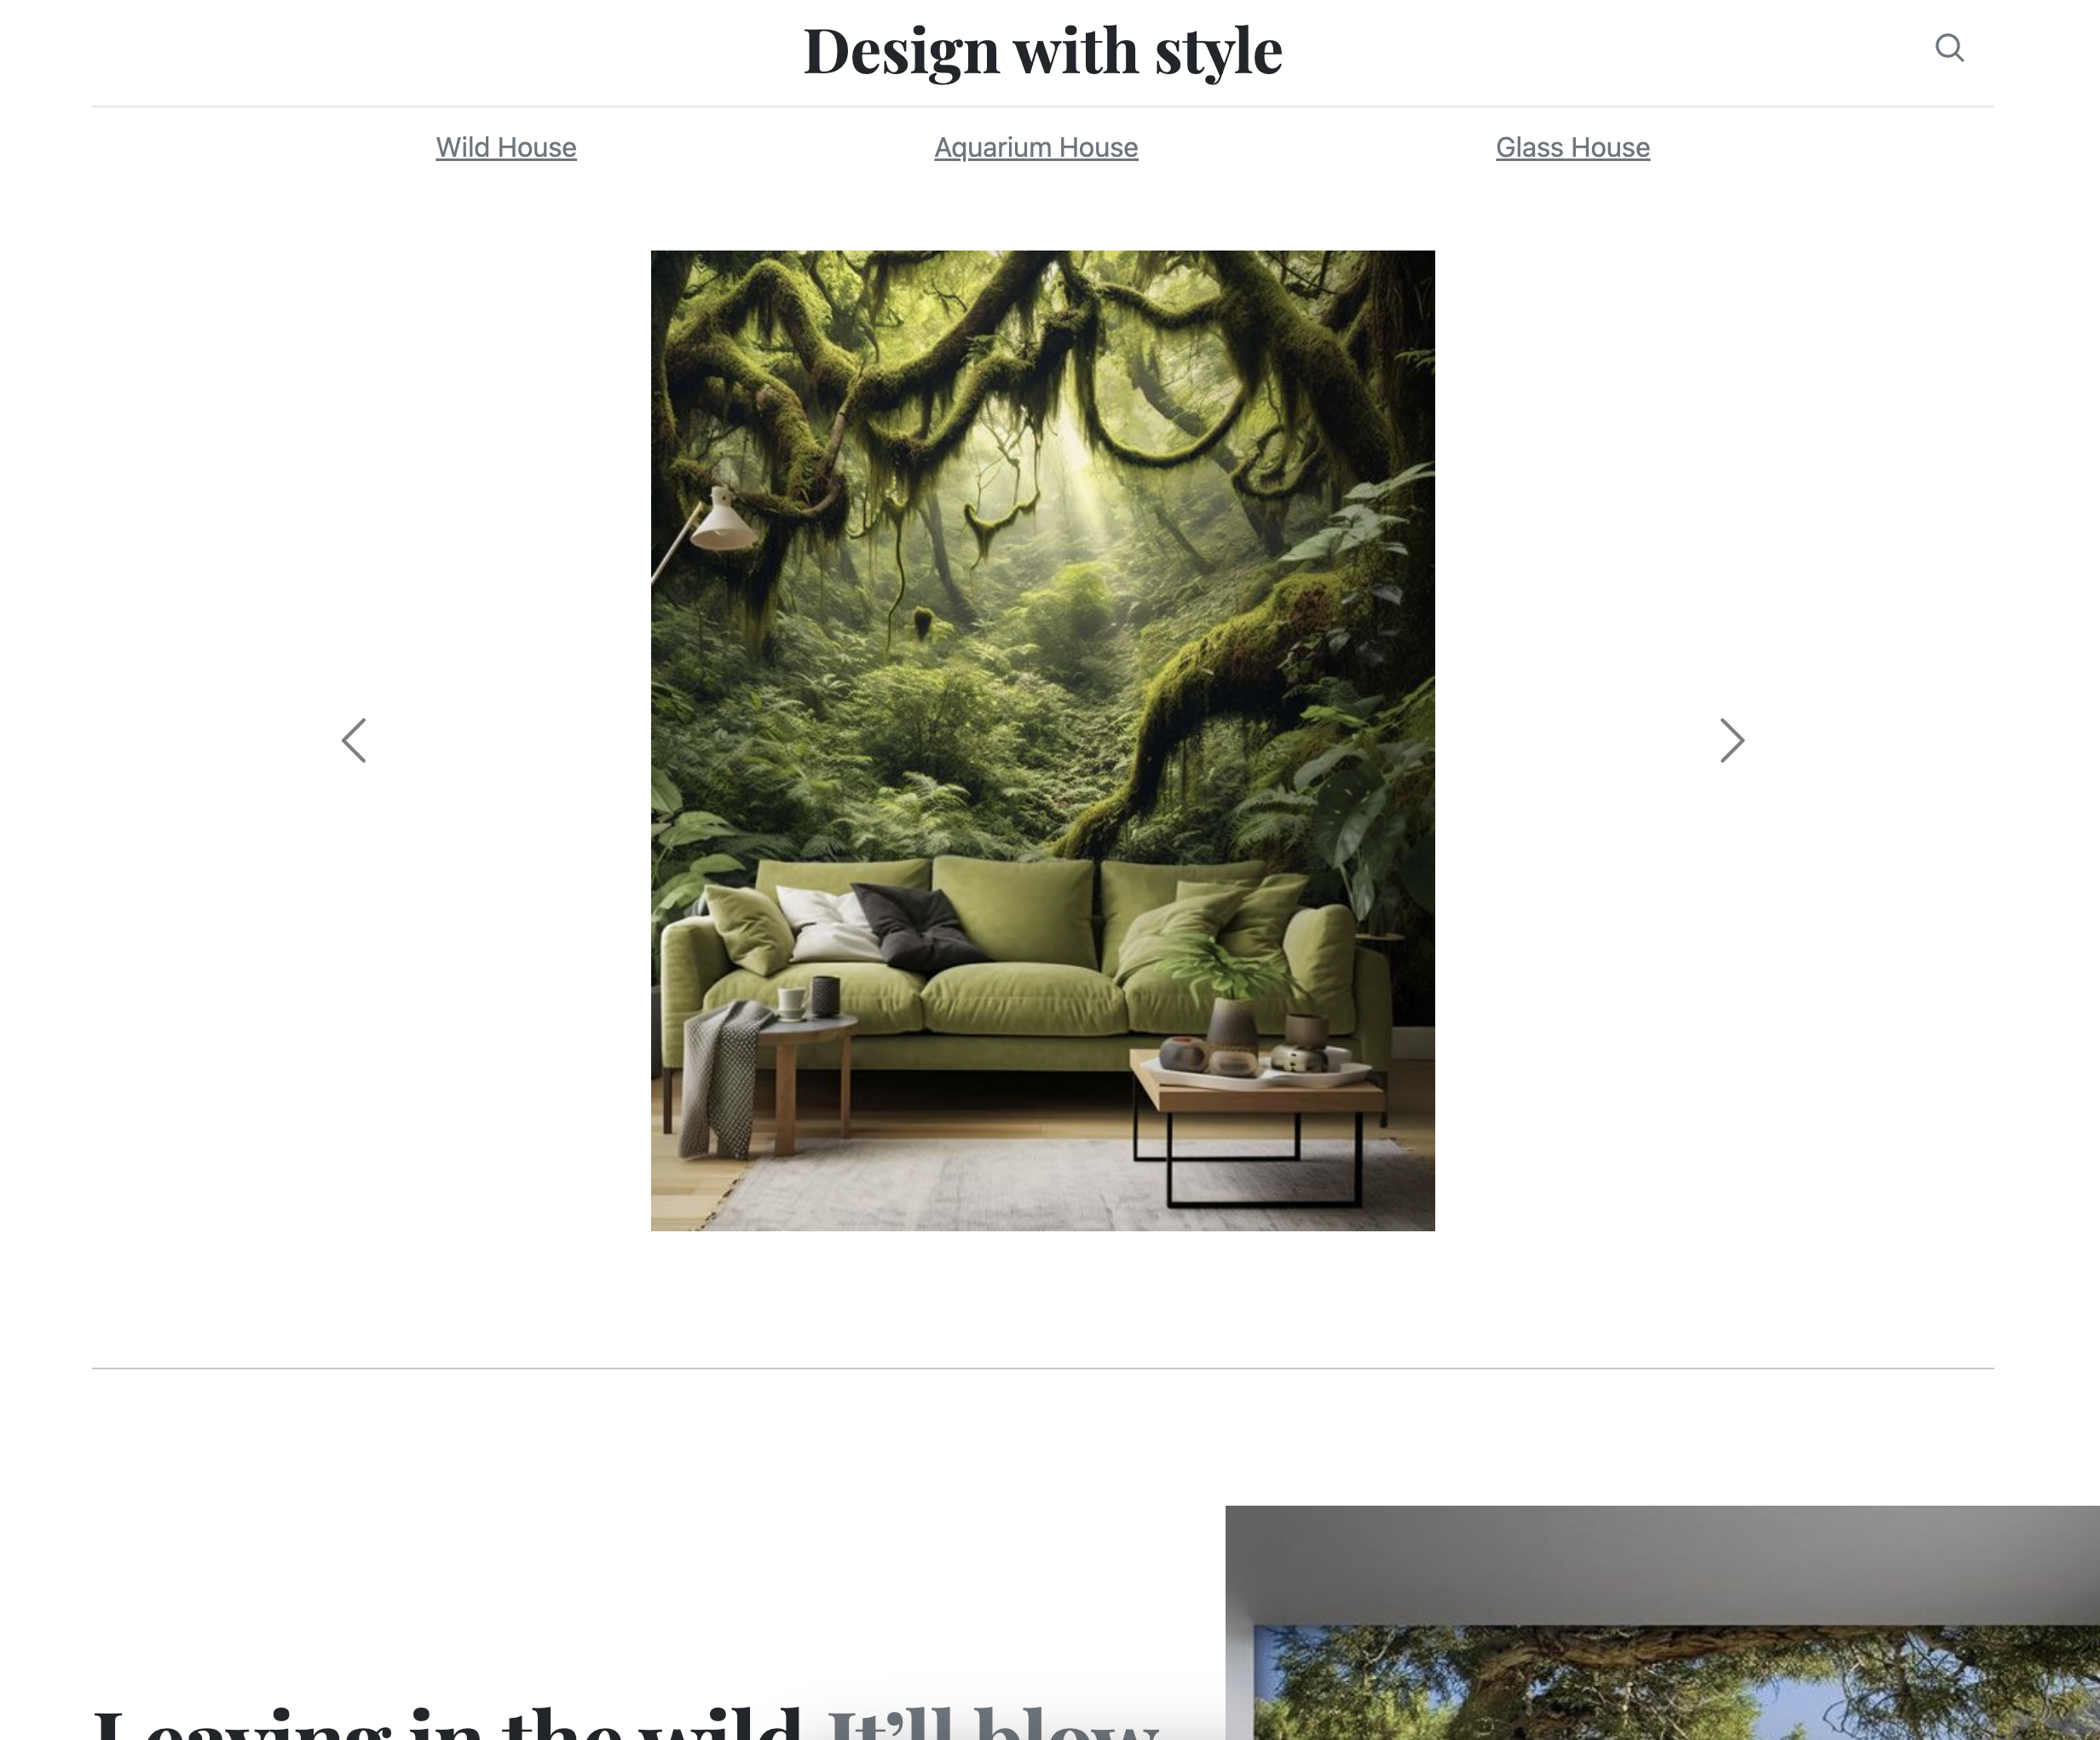 Design with style
Wild House
Aquarium House
Glass House
Leaving in the wild It’ll blow